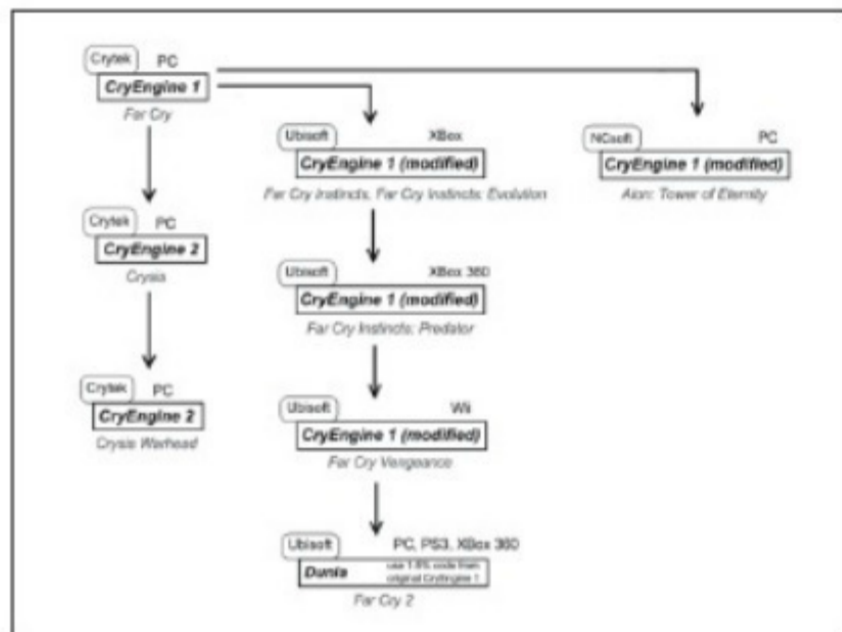 Crytek PC
CryEngine 1
Far Cry
Ubisoft XBox
CryEngine 1 (modified)
Far Cry Instincts, Far Cry Instincts: Evolution
NCsoft PC
CryEngine 1 (modified)
Aion: Tower of Eternity
Crytek PC
CryEngine 2
Crysis
Ubisoft XBox 360
CryEngine 1 (modified)
Far Cry Instincts: Predator
Crytek PC
CryEngine 2
Crysis Warhead
Ubisoft Wii
CryEngine 1 (modified)
Far Cry Vengeance
Ubisoft PC, PS3, XBox 360
Dunia
code from
original CryEngine 1
Far Cry 2